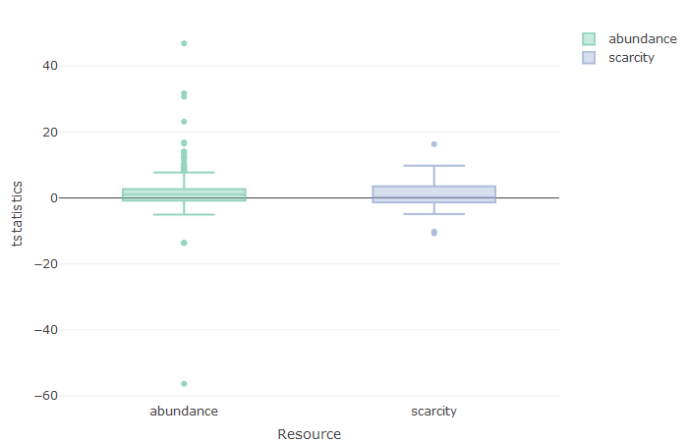 abundance
scarcity
40
20
0
−20
−40
−60
tstatistics
abundance
scarcity
Resource